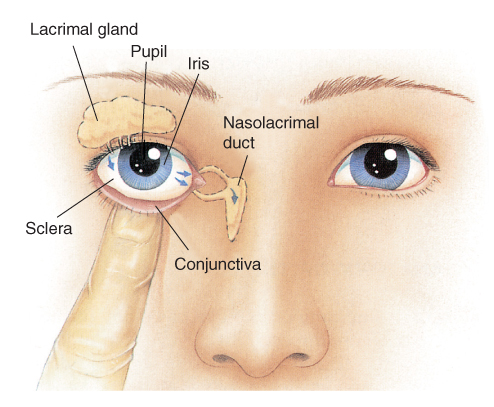 Lacrimal gland
Pupil
Iris
Nasolacrimal
duct
Sclera
Conjunctiva